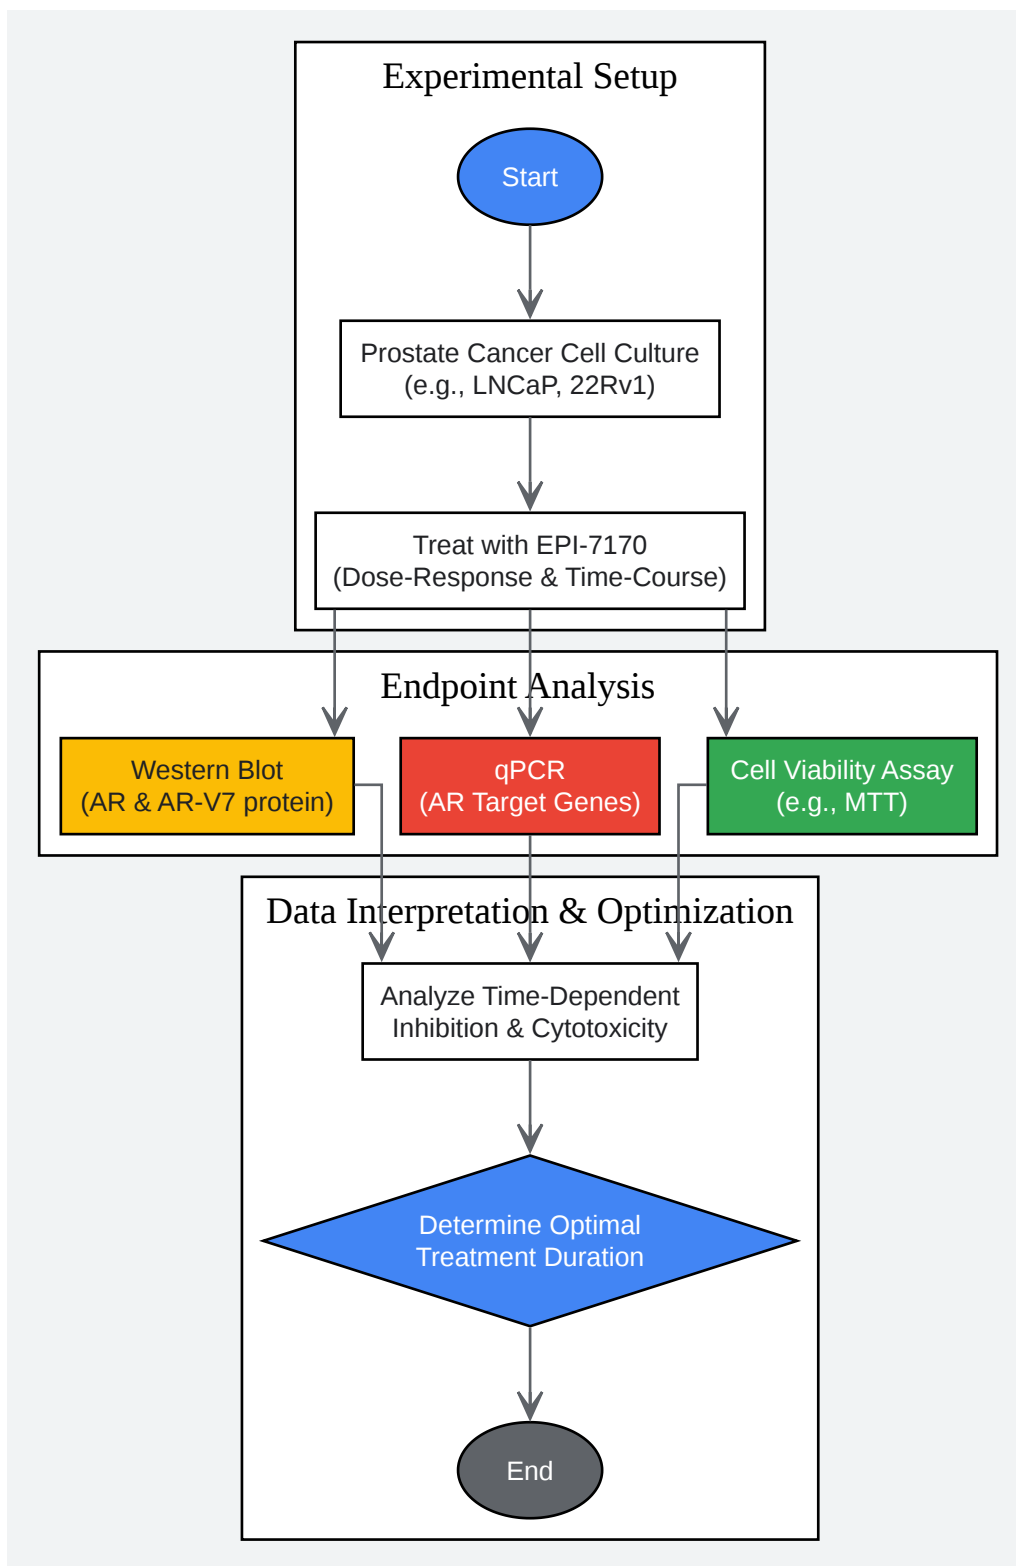 Experimental Setup
Start
Prostate Cancer Cell Culture
(e.g., LNCaP, 22Rv1)
Treat with EPI-7170
(Dose-Response & Time-Course)
Endpoint Analysis
Western Blot
(AR & AR-V7 protein)
qPCR
(AR Target Genes)
Cell Viability Assay
(e.g., MTT)
Data Interpretation & Optimization
Analyze Time-Dependent
Inhibition & Cytotoxicity
Determine Optimal
Treatment Duration
End